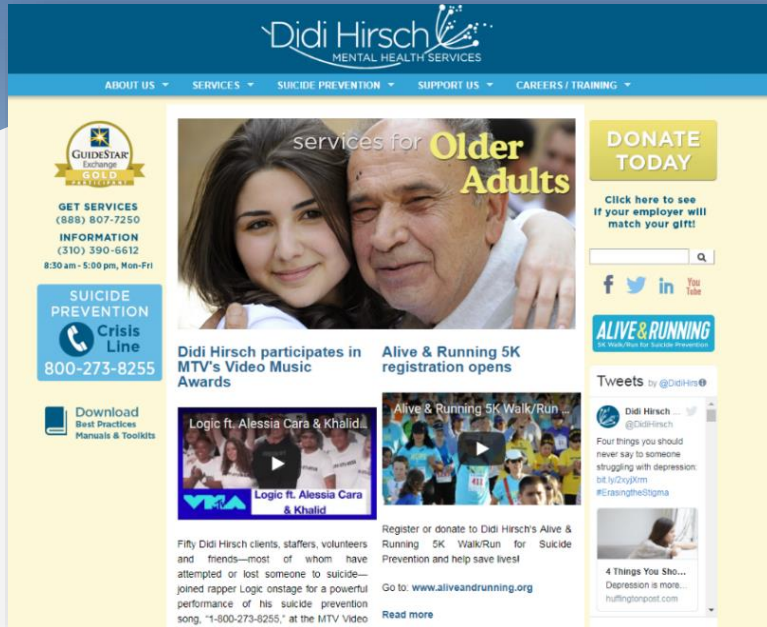 Didi Hirsch
MENTAL HEALTH SERVICES
ABOUT US
SERVICES
SUICIDE PREVENTION
SUPPORT US
CAREERS / TRAINING
GUIDESTAR
Exchange
GOLD
PARTICIPANT
GET SERVICES
(888) 807-7250
INFORMATION
(310) 390-6612
8:30 am - 5:00 pm, Mon-Fri
SUICIDE
PREVENTION
Crisis
Line
800-273-8255
Download
Best Practices
Manuals & Toolkits
services for Older
Adults
Didi Hirsch participates in
MTV's Video Music
Awards
Logic ft. Alessia Cara & Khalid...
VMA
Logic ft. Alessia Cara
& Khalid
Fifty Didi Hirsch clients, staffers, volunteers
and friends—most of whom have
attempted or lost someone to suicide—
joined rapper Logic onstage for a powerful
performance of his suicide prevention
song, "1-800-273-8255," at the MTV Video
Alive & Running 5K
registration opens
Alive & Running 5K Walk/Run ...
Register or donate to Didi Hirsch's Alive &
Running 5K Walk/Run for Suicide
Prevention and help save lives!
Go to: www.aliveandrunning.org
Read more
DONATE
TODAY
Click here to see
if your employer will
match your gift!
f
in
You
Tube
ALIVE & RUNNING
5K Walk/Run for Suicide Prevention
Tweets by @DidiHirs
Didi Hirsch ...
@DidiHirsch
Four things you should
never say to someone
struggling with depression:
bit.ly/2xyjXrm
#ErasingtheStigma
4 Things You Sho...
Depression is more...
huffingtonpost.com